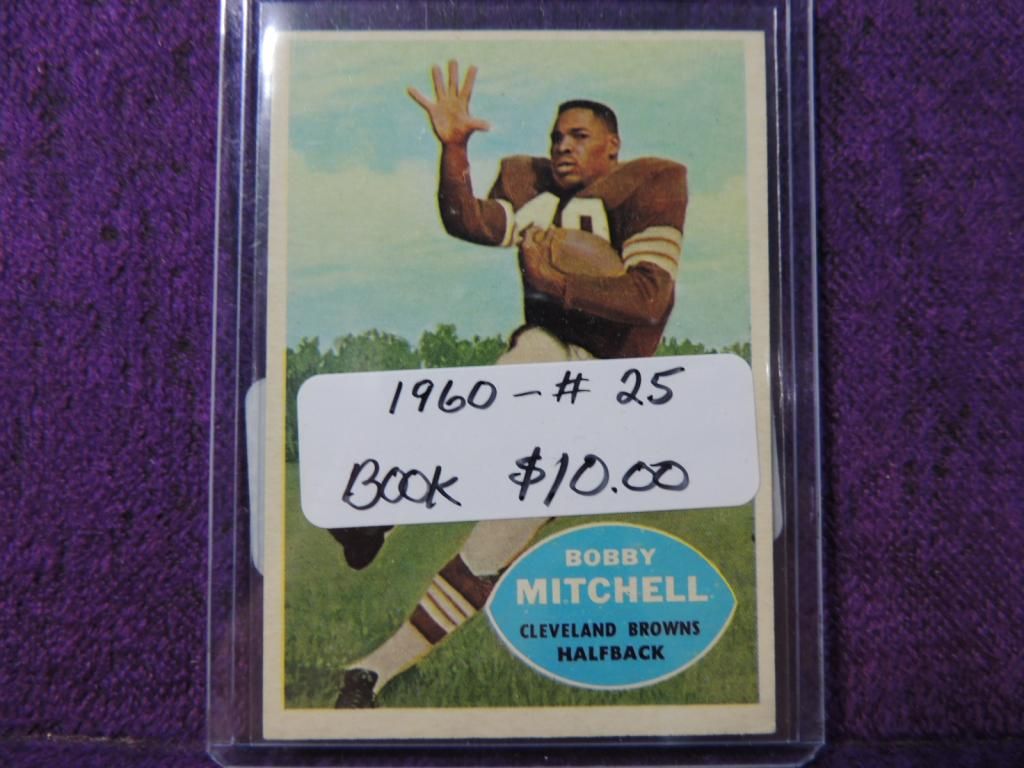 1960 - # 25
BOOK $10.00
BOBBY
MITCHELL
CLEVELAND BROWNS
HALFBACK